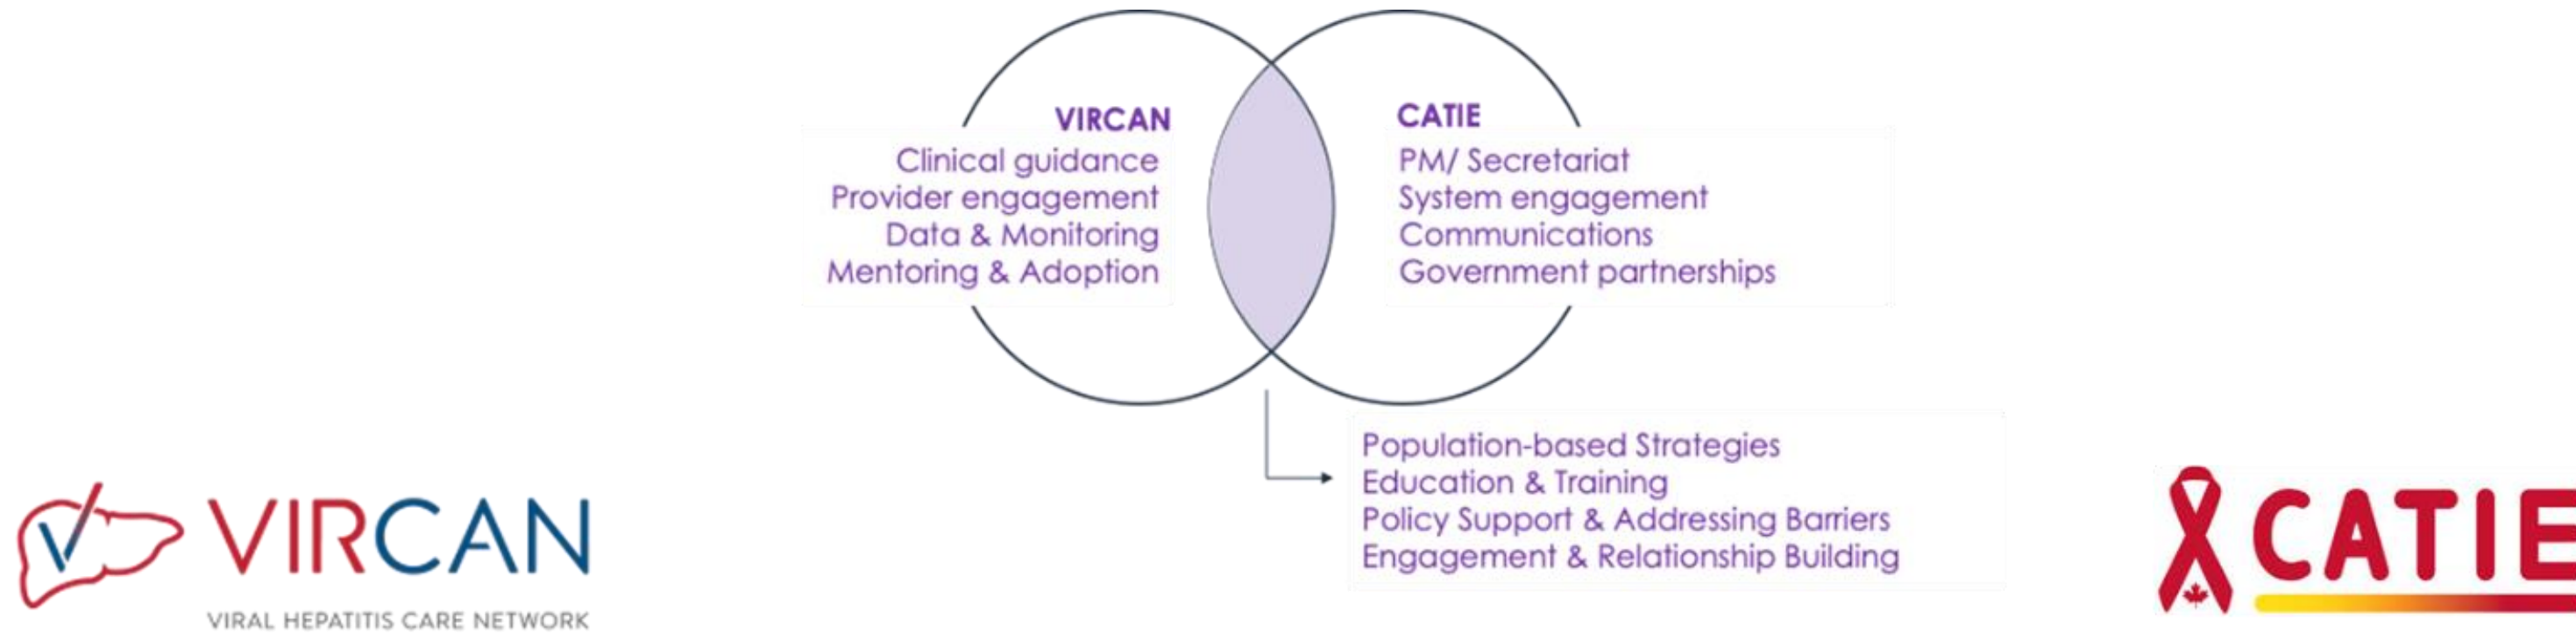 VIRCAN
Clinical guidance
Provider engagement
Data & Monitoring
Mentoring & Adoption
CATIE
PM/ Secretariat
System engagement
Communications
Government partnerships
Population-based Strategies
Education & Training
Policy Support & Addressing Barriers
Engagement & Relationship Building
VIRCAN
VIRAL HEPATITIS CARE NETWORK
CATIE